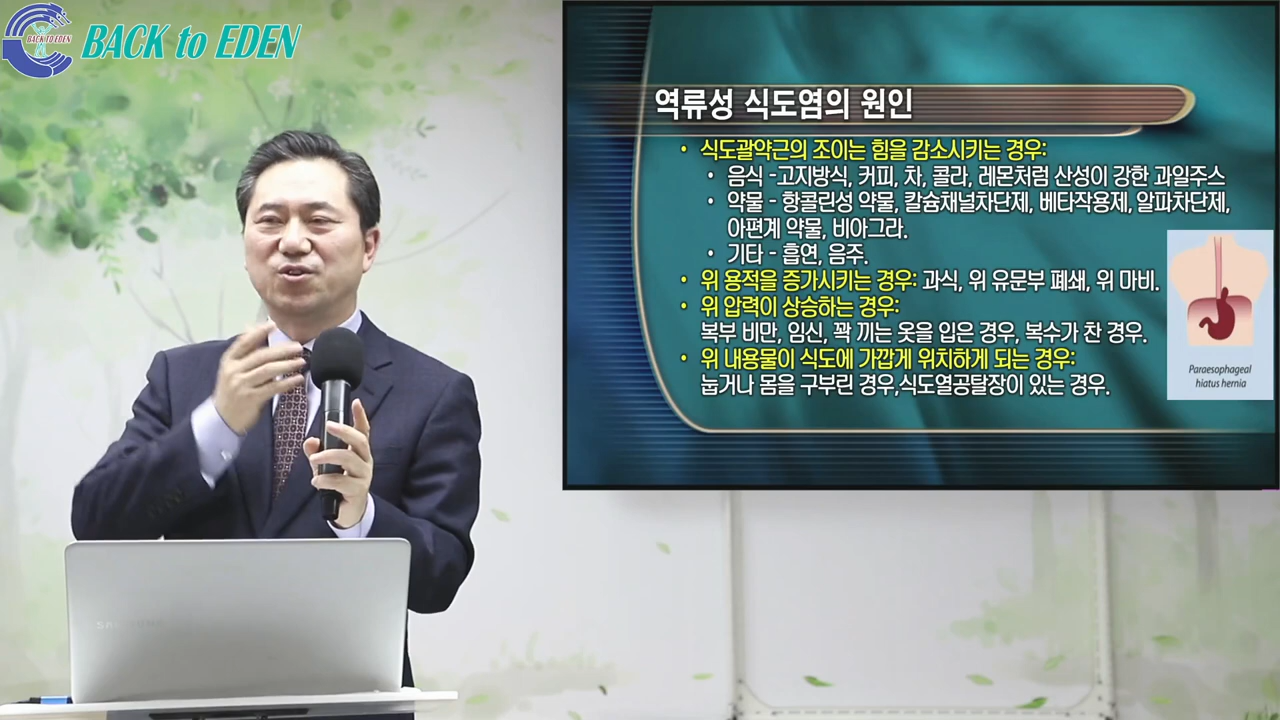 BACK TO EDEN
BACK to EDEN
역류성 식도염의 원인
• 식도괄약근의 조이는 힘을 감소시키는 경우:
• 음식 -고지방식, 커피, 차, 콜라, 레몬처럼 산성이 강한 과일주스
• 약물 - 항콜린성 약물, 칼슘채널차단제, 베타작용제, 알파차단제,
아편계 약물, 비아그라.
• 기타 - 흡연, 음주.
• 위 용적을 증가시키는 경우: 과식, 위 유문부 폐쇄, 위 마비.
• 위 압력이 상승하는 경우:
복부 비만, 임신, 꽉 끼는 옷을 입은 경우, 복수가 찬 경우.
• 위 내용물이 식도에 가깝게 위치하게 되는 경우:
눕거나 몸을 구부린 경우,식도열공탈장이 있는 경우.
Paraesophageal
hiatus hernia
SAMSUNG